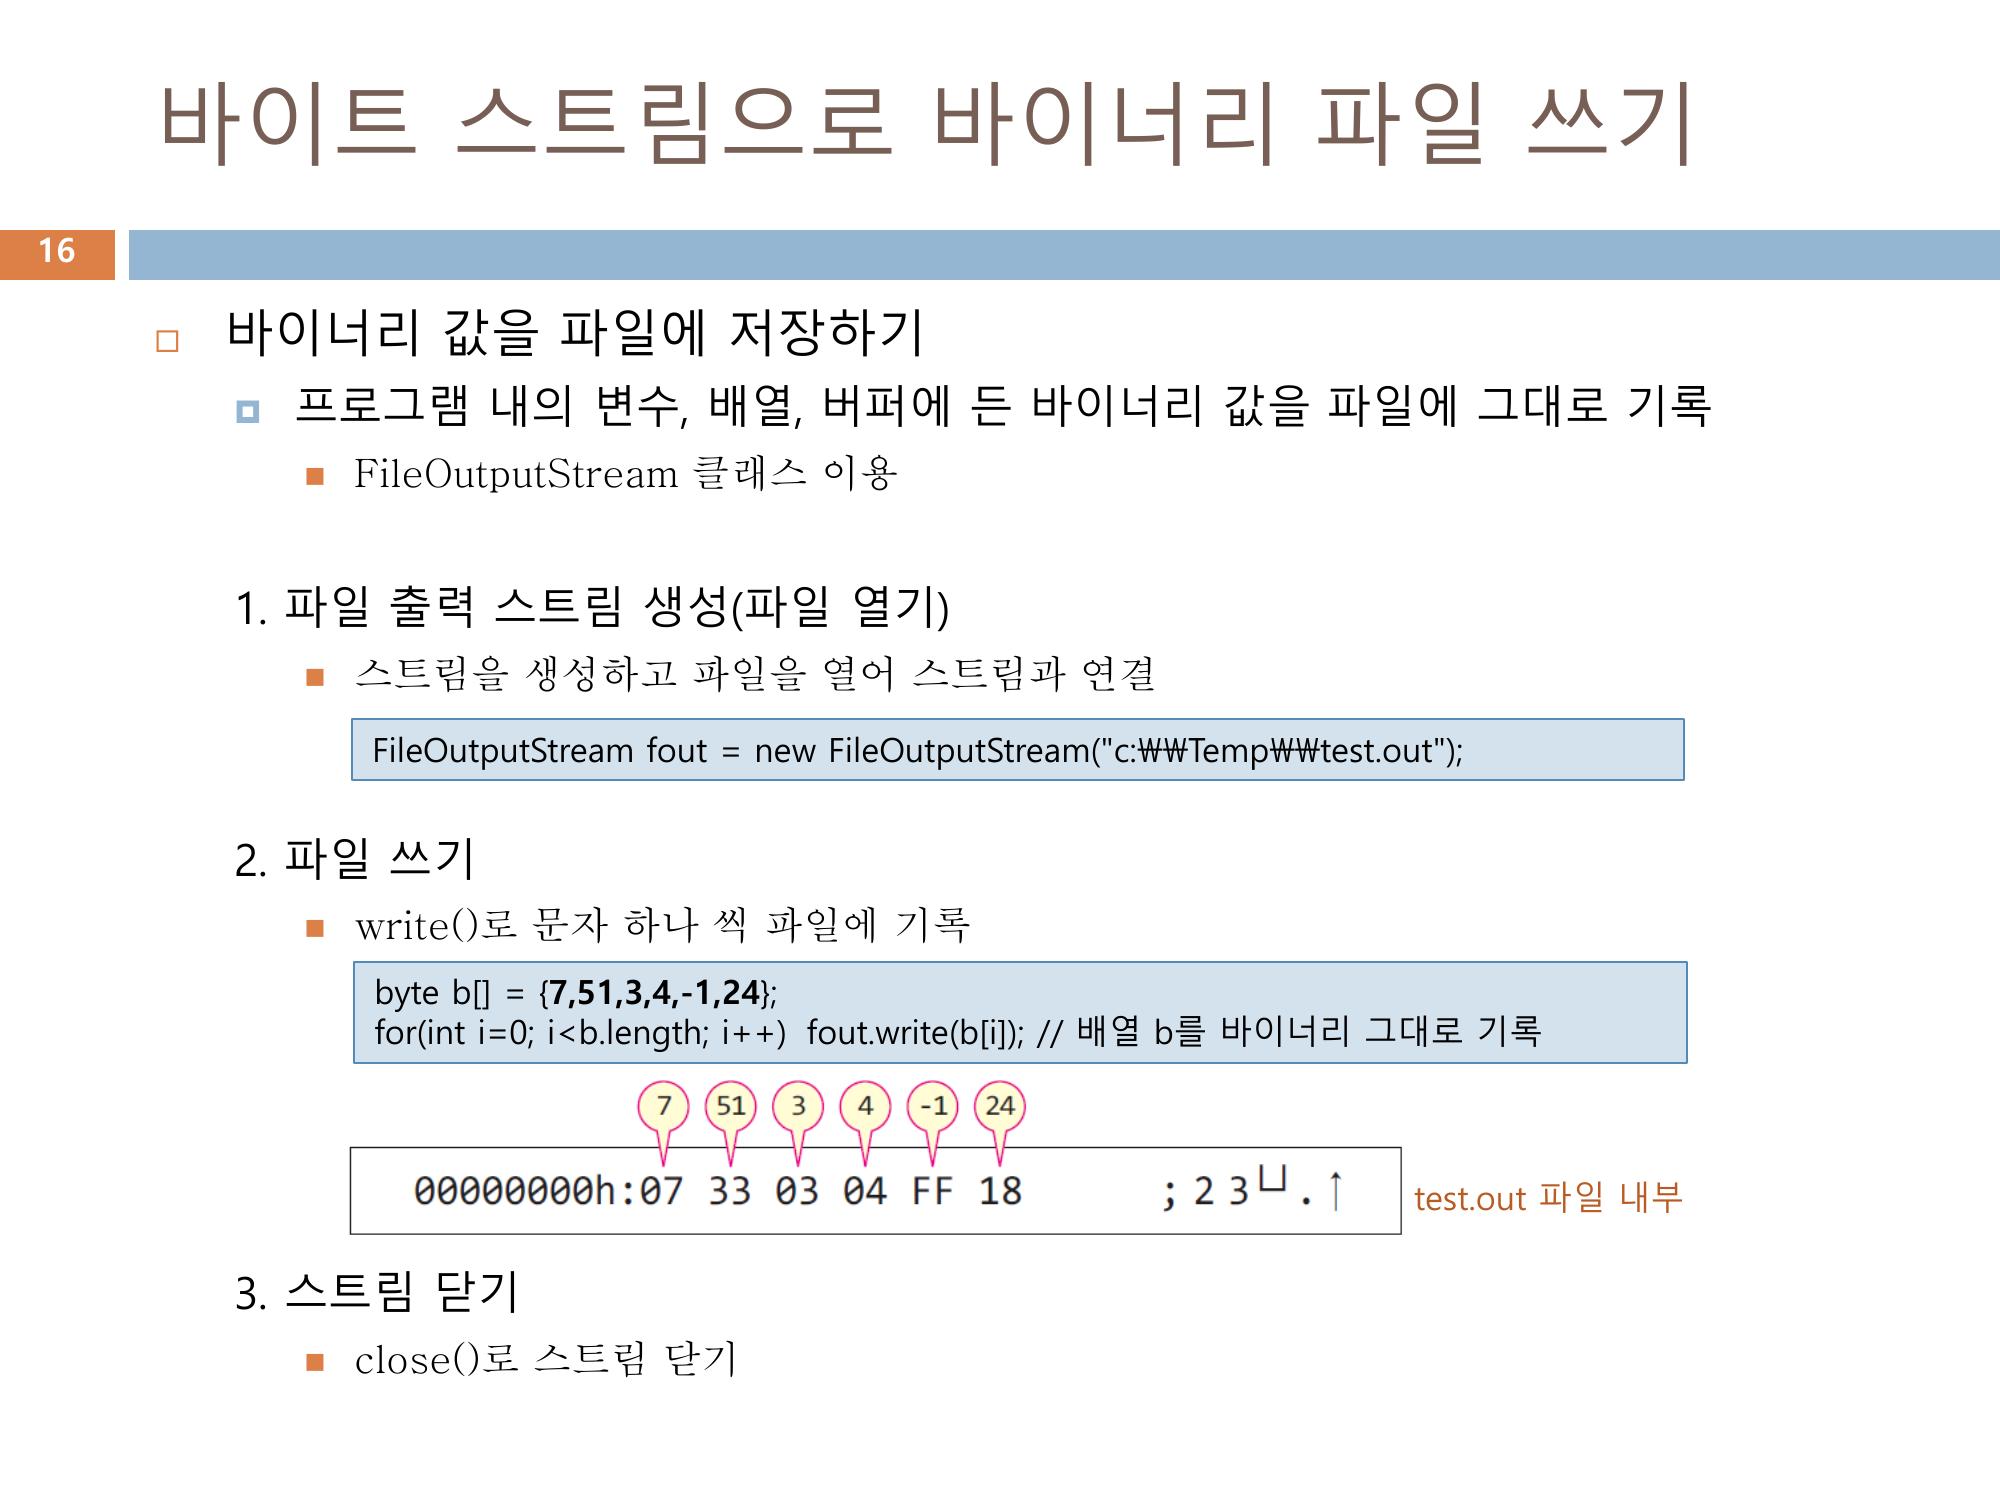 바이트 스트림으로 바이너리 파일 쓰기
16
바이너리 값을 파일에 저장하기
프로그램 내의 변수, 배열, 버퍼에 든 바이너리 값을 파일에 그대로 기록
FileOutputStream 클래스 이용
1. 파일 출력 스트림 생성(파일 열기)
스트림을 생성하고 파일을 열어 스트림과 연결
FileOutputStream fout = new FileOutputStream("c:₩₩Temp₩₩test.out");
2. 파일 쓰기
write()로 문자 하나 씩 파일에 기록
byte b[] = {7,51,3,4,-1,24};
for(int i=0; i<b.length; i++) fout.write(b[i]); // 배열 b를 바이너리 그대로 기록
7 51 3 4 -1 24
00000000h:07 33 03 04 FF 18 ; 2 3 └┘ . ↑
test.out 파일 내부
3. 스트림 닫기
close()로 스트림 닫기